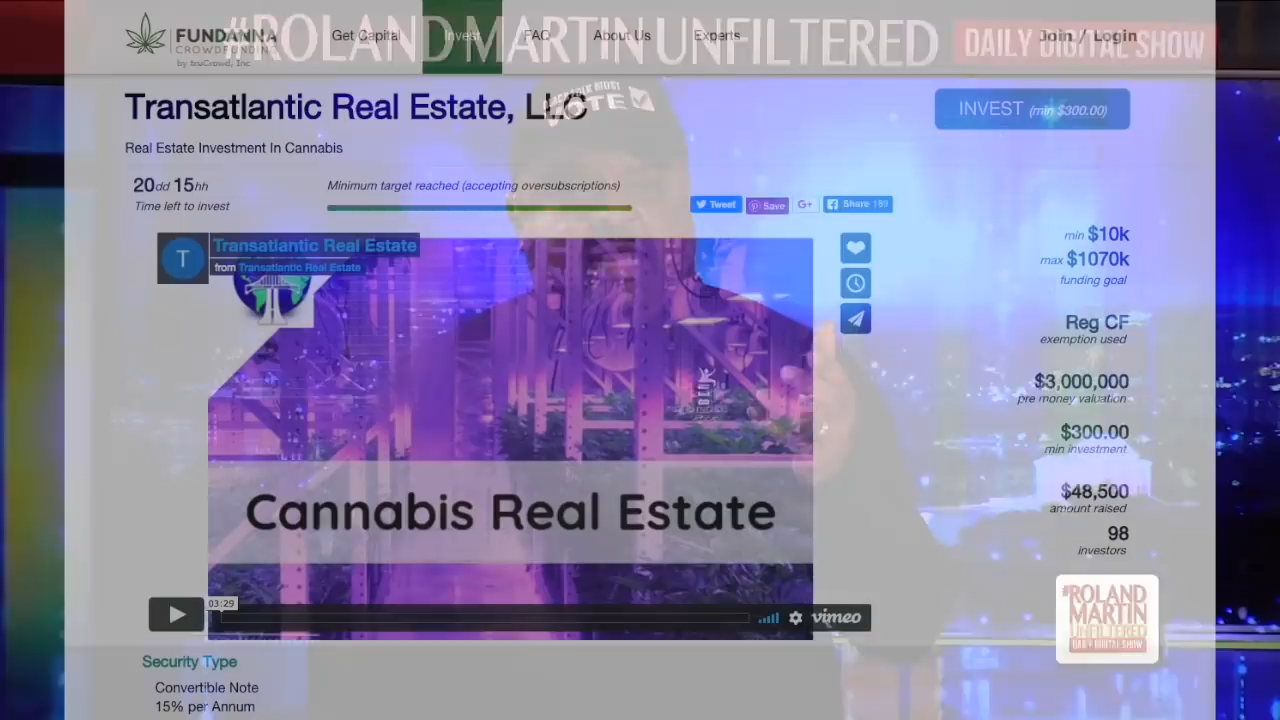 #ROLAND MARTIN UNFILTERED
DAILY DIGITAL SHOW
FUNDANNA
CROWDFUNDING
by truCrowd, Inc.
Get Capital
Invest
FAQ
About Us
Experts
Join / Login
Transatlantic Real Estate, LLC
VOTE
INVEST (min $300.00)
Real Estate Investment In Cannabis
20dd 15hh
Time left to invest
Minimum target reached (accepting oversubscriptions)
Tweet
Save
G+
Share 189
T
Transatlantic Real Estate
from Transatlantic Real Estate
min $10k
max $1070k
funding goal
Reg CF
exemption used
$3,000,000
pre money valuation
$300.00
min investment
$48,500
amount raised
98
investors
Cannabis Real Estate
03:29
vimeo
#ROLAND
MARTIN
UNFILTERED
DAILY DIGITAL SHOW
Security Type
Convertible Note
15% per Annum